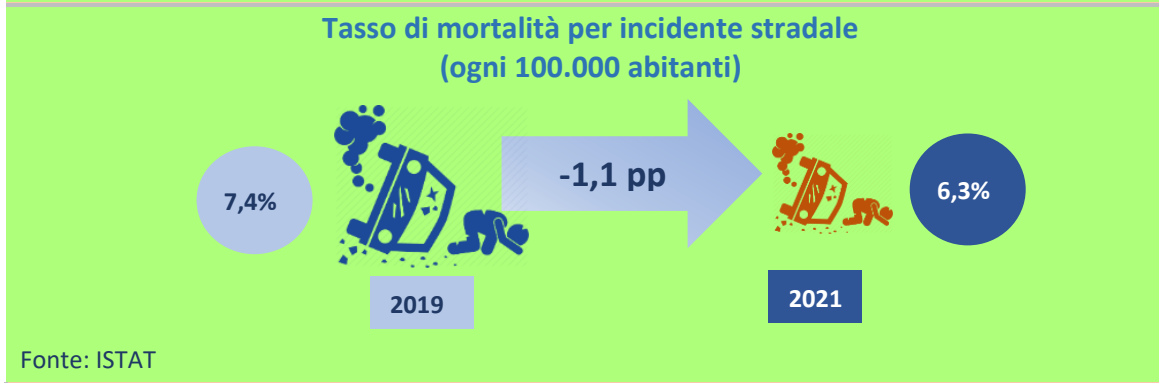 Tasso di mortalità per incidente stradale
(ogni 100.000 abitanti)
7,4%
-1,1 pp
6,3%
2019
2021
Fonte: ISTAT